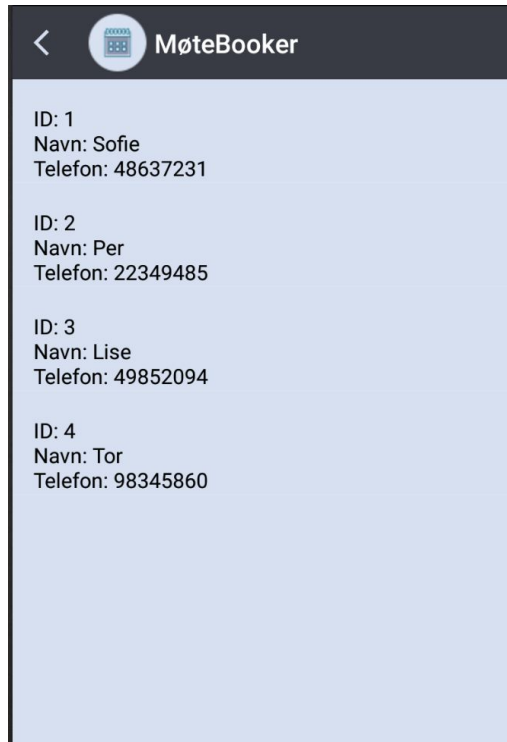 MøteBooker
ID: 1
Navn: Sofie
Telefon: 48637231
ID: 2
Navn: Per
Telefon: 22349485
ID: 3
Navn: Lise
Telefon: 49852094
ID: 4
Navn: Tor
Telefon: 98345860